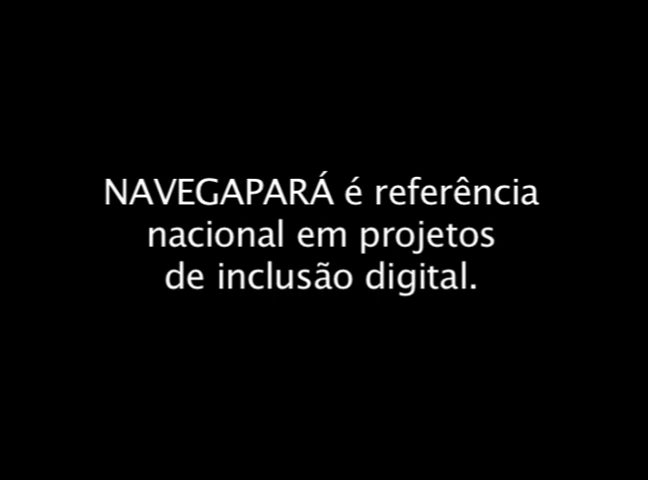 NAVEGAPARÁ é referência
nacional em projetos
de inclusão digital.